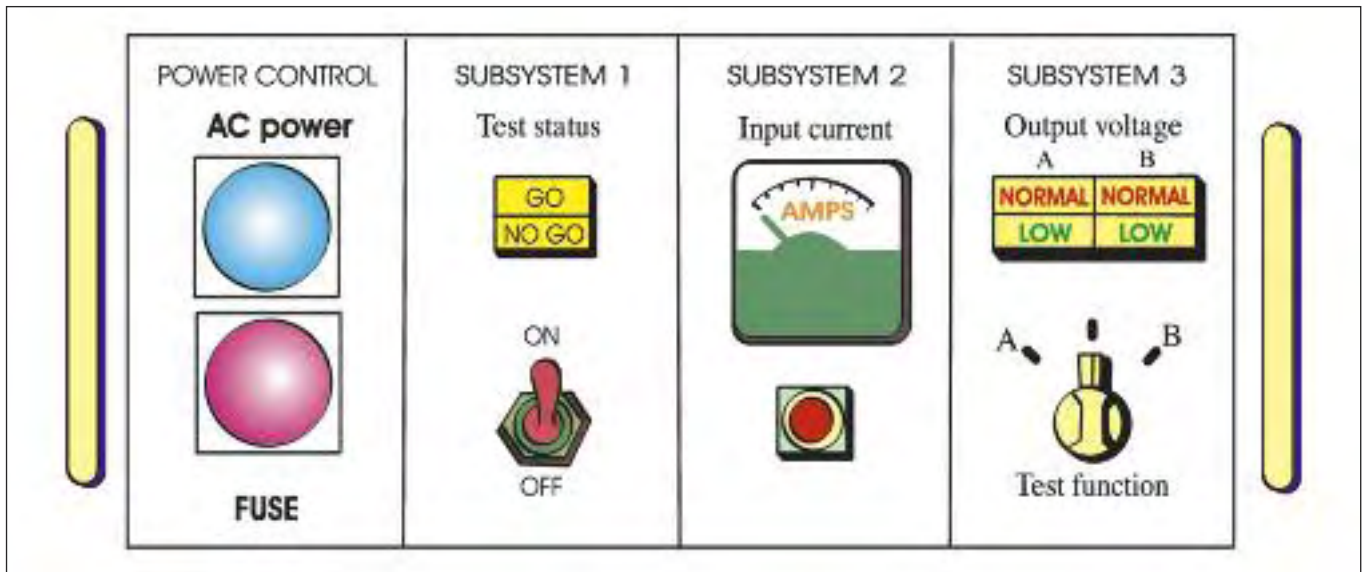 POWER CONTROL
AC power
FUSE
SUBSYSTEM 1
Test status
GO
NO GO
ON
OFF
SUBSYSTEM 2
Input current
AMPS
SUBSYSTEM 3
Output voltage
A B
NORMAL NORMAL
LOW LOW
A B
Test function